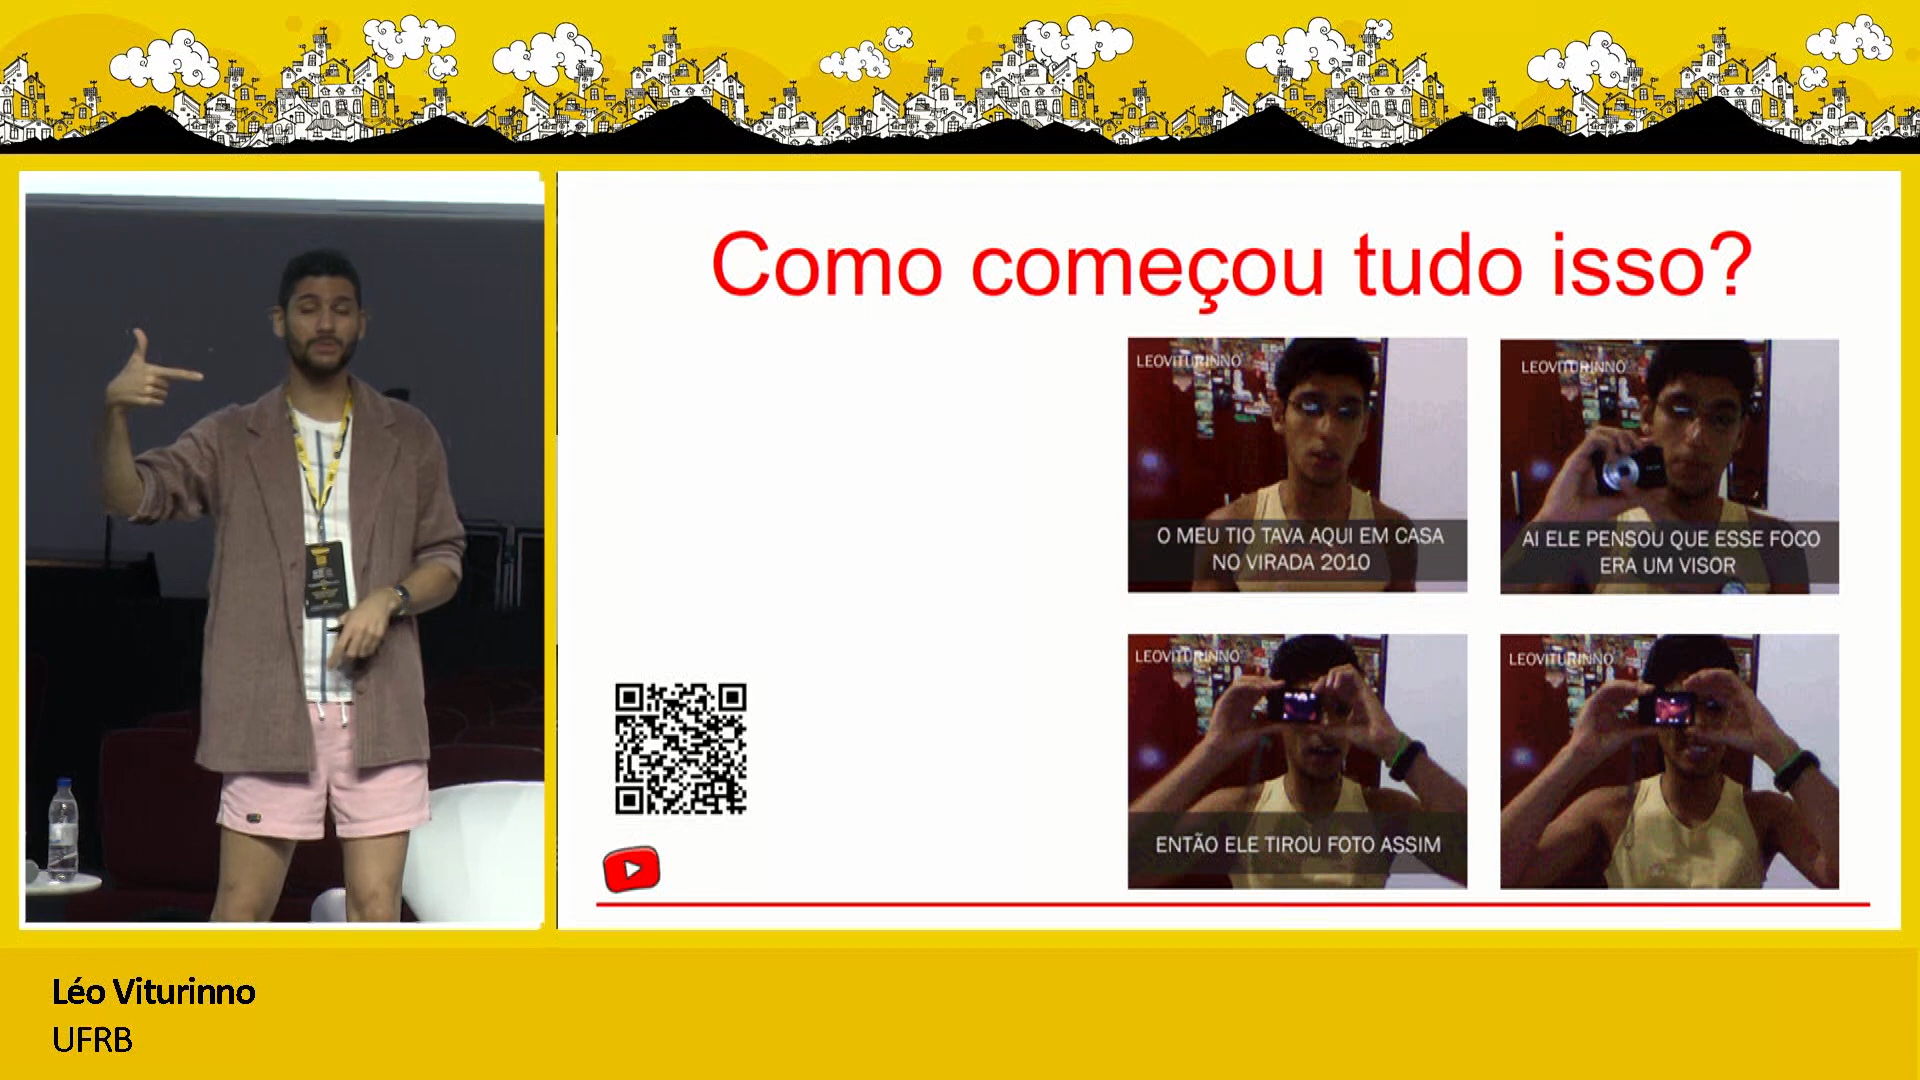 Como começou tudo isso?
LEOVITURINNO
O MEU TIO TAVA AQUI EM CASA
NO VIRADA 2010
LEOVITURINNO
AI ELE PENSOU QUE ESSE FOCO
ERA UM VISOR
LEOVITURINNO
ENTÃO ELE TIROU FOTO ASSIM
LEOVITURINNO
Léo Viturinno
UFRB